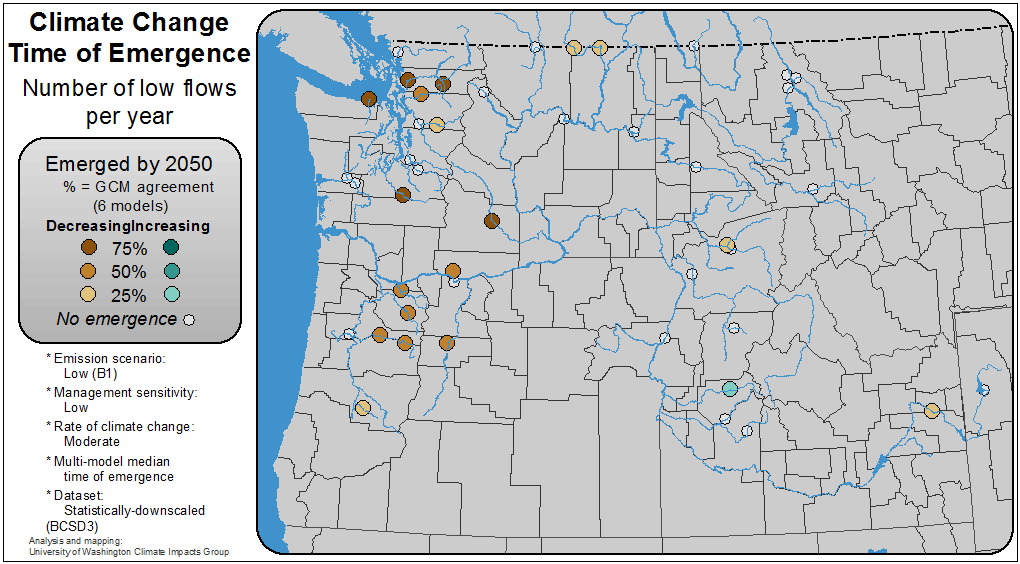 Climate Change
Time of Emergence
Number of low flows
per year
Emerged by 2050
% = GCM agreement
(6 models)
DecreasingIncreasing
75%
50%
25%
No emergence
* Emission scenario:
Low (B1)
* Management sensitivity:
Low
* Rate of climate change:
Moderate
* Multi-model median
time of emergence
* Dataset:
Statistically-downscaled
(BCSD3)
Analysis and mapping:
University of Washington Climate Impacts Group